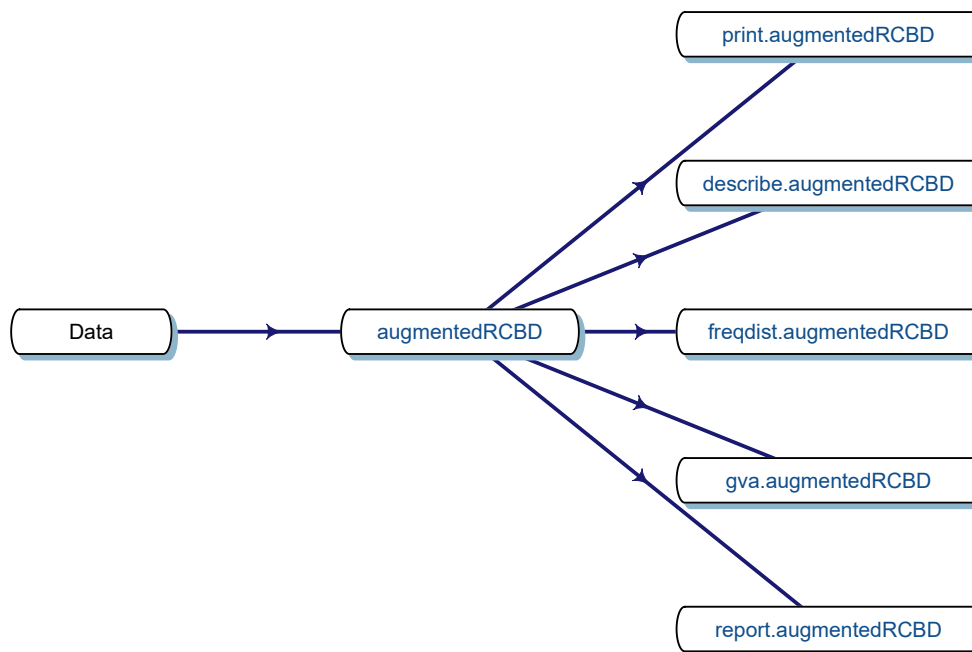 print.augmentedRCBD
describe.augmentedRCBD
Data
augmentedRCBD
freqdist.augmentedRCBD
gva.augmentedRCBD
report.augmentedRCBD